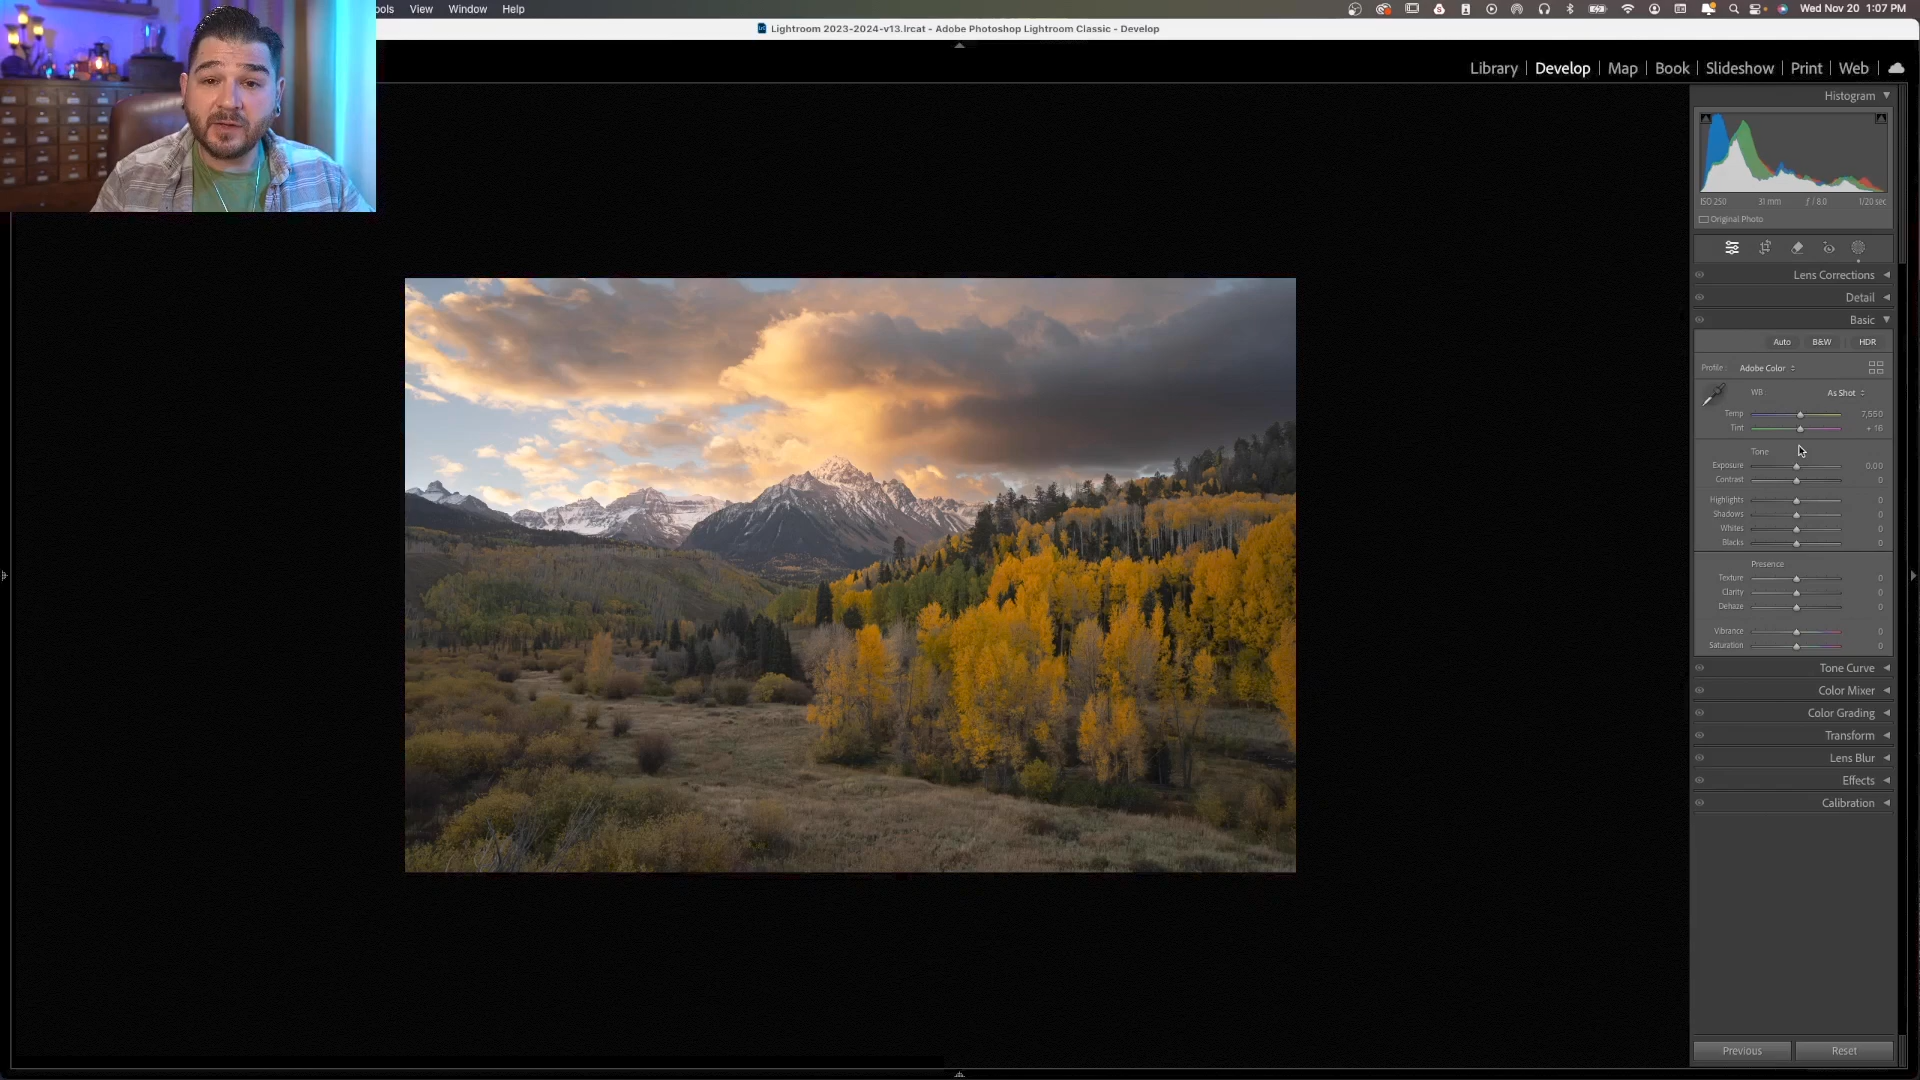 ools View Window Help
Wed Nov 20 1:07 PM
Lightroom 2023-2024-v13.lrcat - Adobe Photoshop Lightroom Classic - Develop
Library | Develop | Map | Book | Slideshow | Print | Web
Histogram
ISO 250 31 mm ƒ / 8.0 1/20 sec
Original Photo
Lens Corrections
Detail
Basic
Auto B&W HDR
Profile : Adobe Color
WB As Shot
Temp 7,550
Tint + 16
Tone
Exposure 0.00
Contrast 0
Highlights 0
Shadows 0
Whites 0
Blacks 0
Presence
Texture 0
Clarity 0
Dehaze 0
Vibrance 0
Saturation 0
Tone Curve
Color Mixer
Color Grading
Transform
Lens Blur
Effects
Calibration
Previous Reset